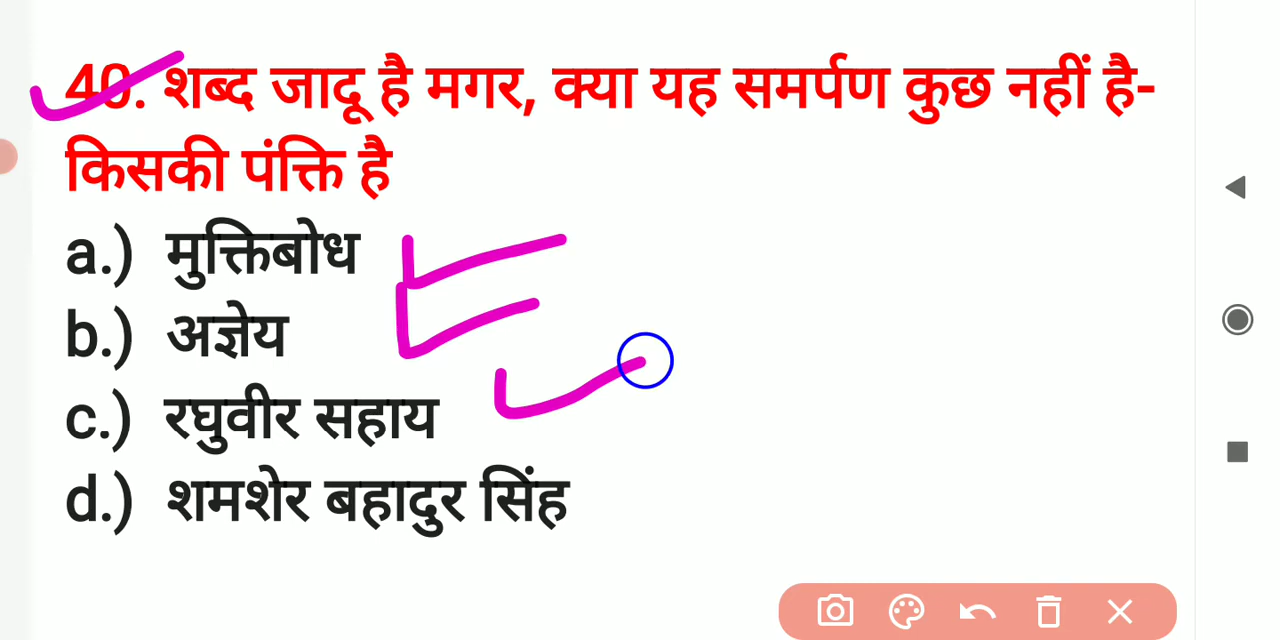 40. शब्द जादू है मगर, क्या यह समर्पण कुछ नहीं है-
किसकी पंक्ति है
a.) मुक्तिबोध
b.) अज्ञेय
c.) रघुवीर सहाय
d.) शमशेर बहादुर सिंह